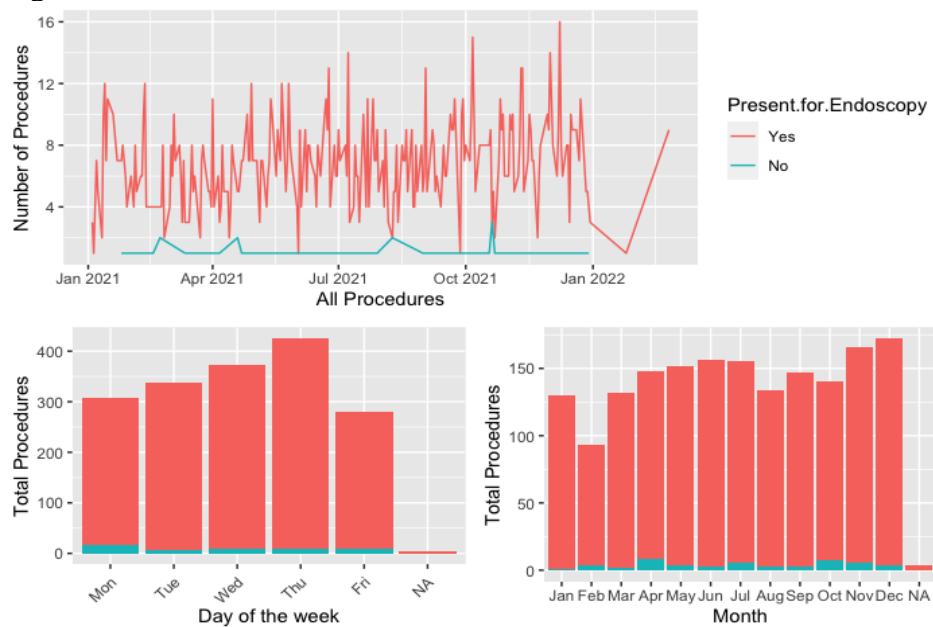 16
12
8
4
Number of Procedures
Jan 2021 Apr 2021 Jul 2021 Oct 2021 Jan 2022
All Procedures
Present.for.Endoscopy
Yes
No
400
300
200
100
0
Total Procedures
Mon Tue Wed Thu Fri NA
Day of the week
150
100
50
0
Total Procedures
Jan Feb Mar Apr May Jun Jul Aug Sep Oct Nov Dec NA
Month